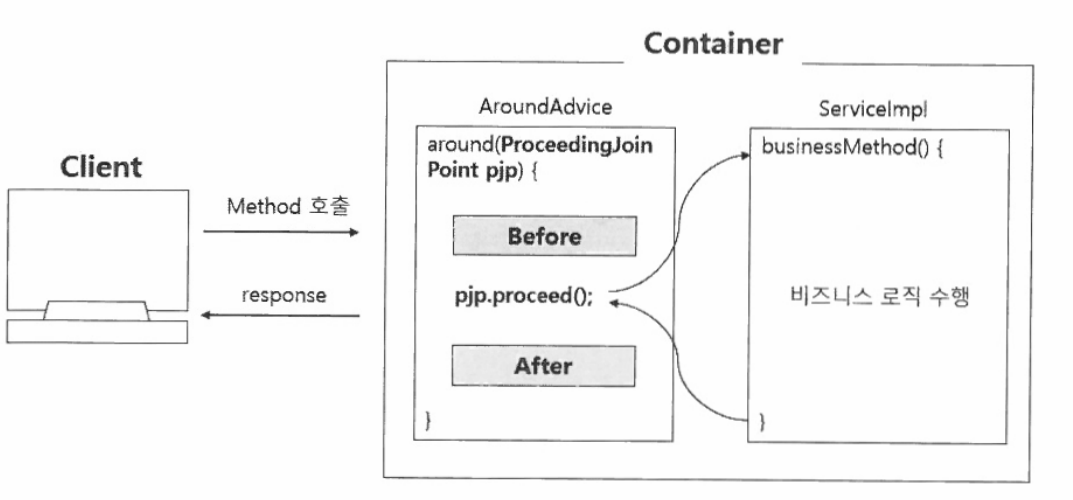 Container
AroundAdvice
ServiceImpl
around(ProceedingJoin
Point pjp) {
businessMethod() {
Client
Method 호출
Before
response
pjp.proceed();
비즈니스 로직 수행
After
}
}